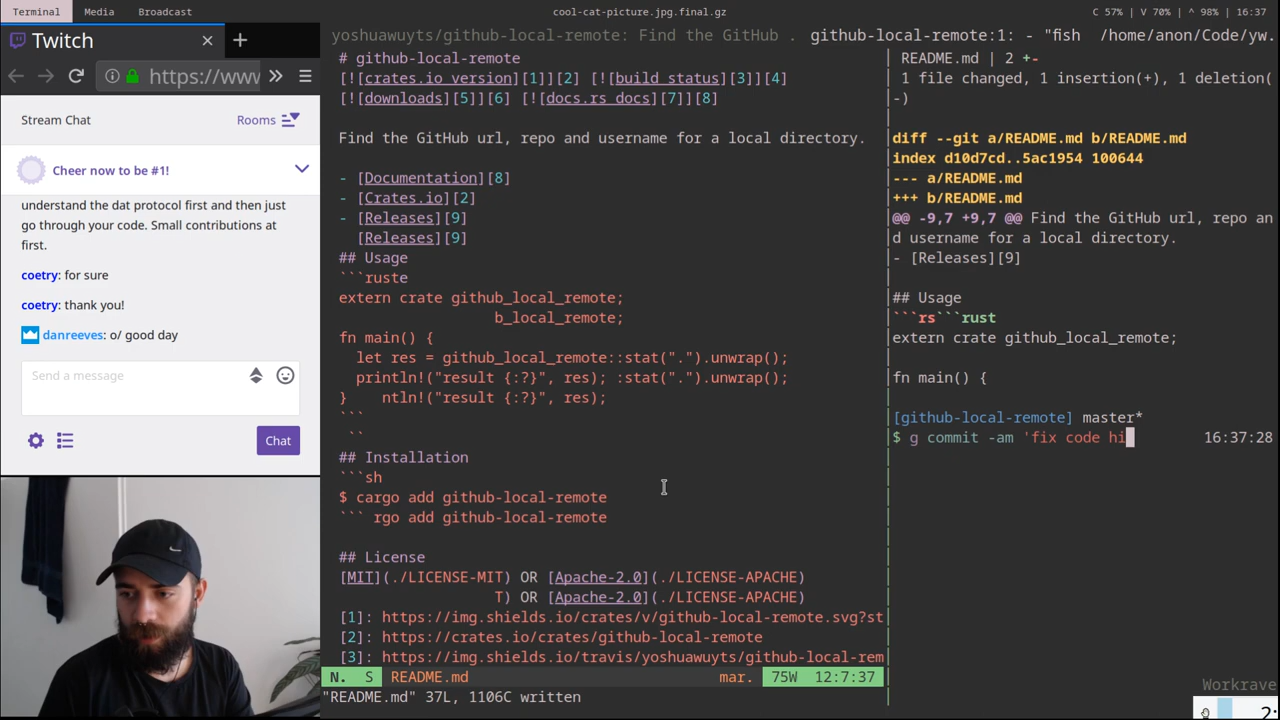 Terminal Media Broadcast cool-cat-picture.jpg.final.gz C 57% | V 70% | ^ 98% | 16:37
Twitch
https://www
Stream Chat
Rooms
Cheer now to be #1!
understand the dat protocol first and then just
go through your code. Small contributions at
first.
coetry: for sure
coetry: thank you!
danreeves: o/ good day
Send a message
Chat
yoshuawuyts/github-local-remote: Find the GitHub . github-local-remote:1: - "fish /home/anon/Code/yw.
# github-local-remote
[![crates.io version][1]][2] [![build status][3]][4]
[![downloads][5]][6] [![docs.rs docs][7]][8]
Find the GitHub url, repo and username for a local directory.
- [Documentation][8]
- [Crates.io][2]
- [Releases][9]
[Releases][9]
## Usage
```ruste
extern crate github_local_remote;
b_local_remote;
fn main() {
let res = github_local_remote::stat(".").unwrap();
println!("result {:?}", res); :stat(".").unwrap();
} ntln!("result {:?}", res);
```
``
## Installation
```sh
$ cargo add github-local-remote
``` rgo add github-local-remote
## License
[MIT](./LICENSE-MIT) OR [Apache-2.0](./LICENSE-APACHE)
T) OR [Apache-2.0](./LICENSE-APACHE)
[1]: https://img.shields.io/crates/v/github-local-remote.svg?st
[2]: https://crates.io/crates/github-local-remote
[3]: https://img.shields.io/travis/yoshuawuyts/github-local-rem
N. S README.md mar. 75W 12:7:37
"README.md" 37L, 1106C written
README.md | 2 +-
1 file changed, 1 insertion(+), 1 deletion(
-)
diff --git a/README.md b/README.md
index d10d7cd..5ac1954 100644
--- a/README.md
+++ b/README.md
@@ -9,7 +9,7 @@ Find the GitHub url, repo an
d username for a local directory.
- [Releases][9]
## Usage
```rs```rust
extern crate github_local_remote;
fn main() {
[github-local-remote] master*
$ g commit -am 'fix code hi 16:37:28
Workrave
2: